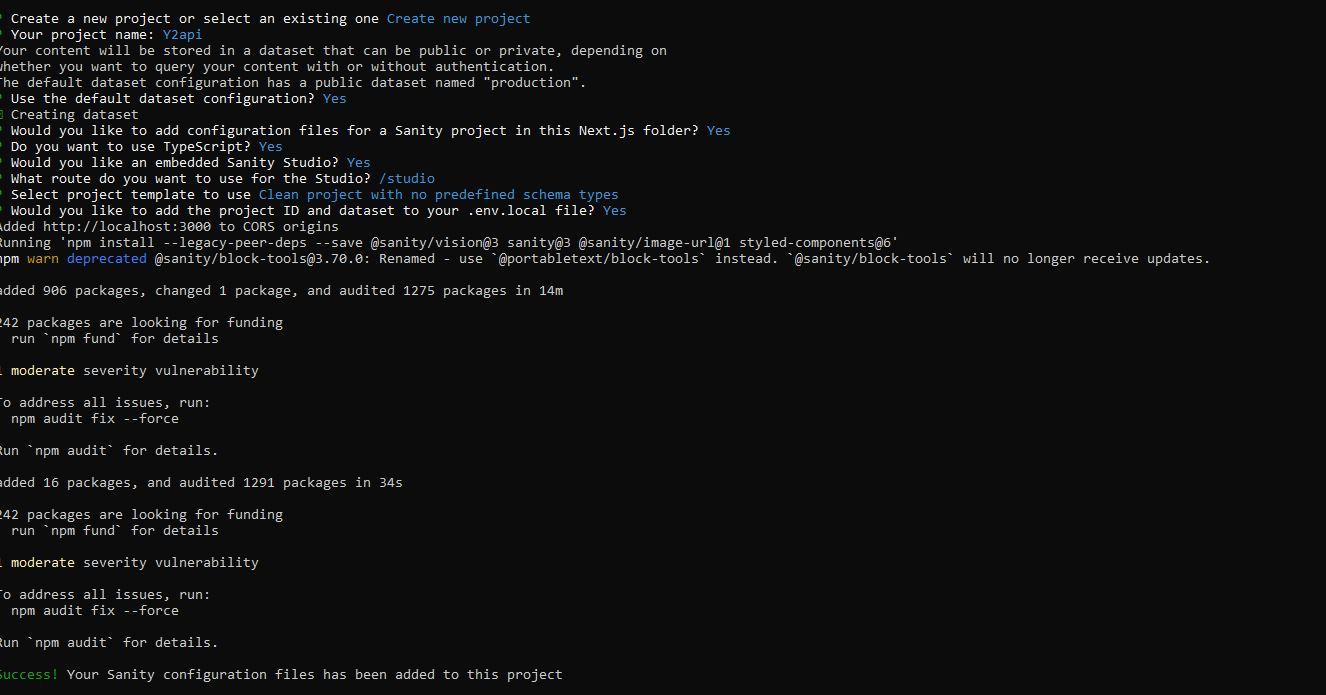 ? Create a new project or select an existing one Create new project
? Your project name: Y2api
Your content will be stored in a dataset that can be public or private, depending on
whether you want to query your content with or without authentication.
The default dataset configuration has a public dataset named "production".
? Use the default dataset configuration? Yes
Creating dataset
? Would you like to add configuration files for a Sanity project in this Next.js folder? Yes
? Do you want to use TypeScript? Yes
? Would you like an embedded Sanity Studio? Yes
? What route do you want to use for the Studio? /studio
? Select project template to use Clean project with no predefined schema types
? Would you like to add the project ID and dataset to your .env.local file? Yes
Added http://localhost:3000 to CORS origins
Running 'npm install --legacy-peer-deps --save @sanity/vision@3 sanity@3 @sanity/image-url@1 styled-components@6'
npm warn deprecated @sanity/block-tools@3.70.0: Renamed - use `@portabletext/block-tools` instead. `@sanity/block-tools` will no longer receive updates.
added 906 packages, changed 1 package, and audited 1275 packages in 14m
242 packages are looking for funding
run `npm fund` for details
1 moderate severity vulnerability
To address all issues, run:
npm audit fix --force
Run `npm audit` for details.
added 16 packages, and audited 1291 packages in 34s
242 packages are looking for funding
run `npm fund` for details
1 moderate severity vulnerability
To address all issues, run:
npm audit fix --force
Run `npm audit` for details.
Success! Your Sanity configuration files has been added to this project